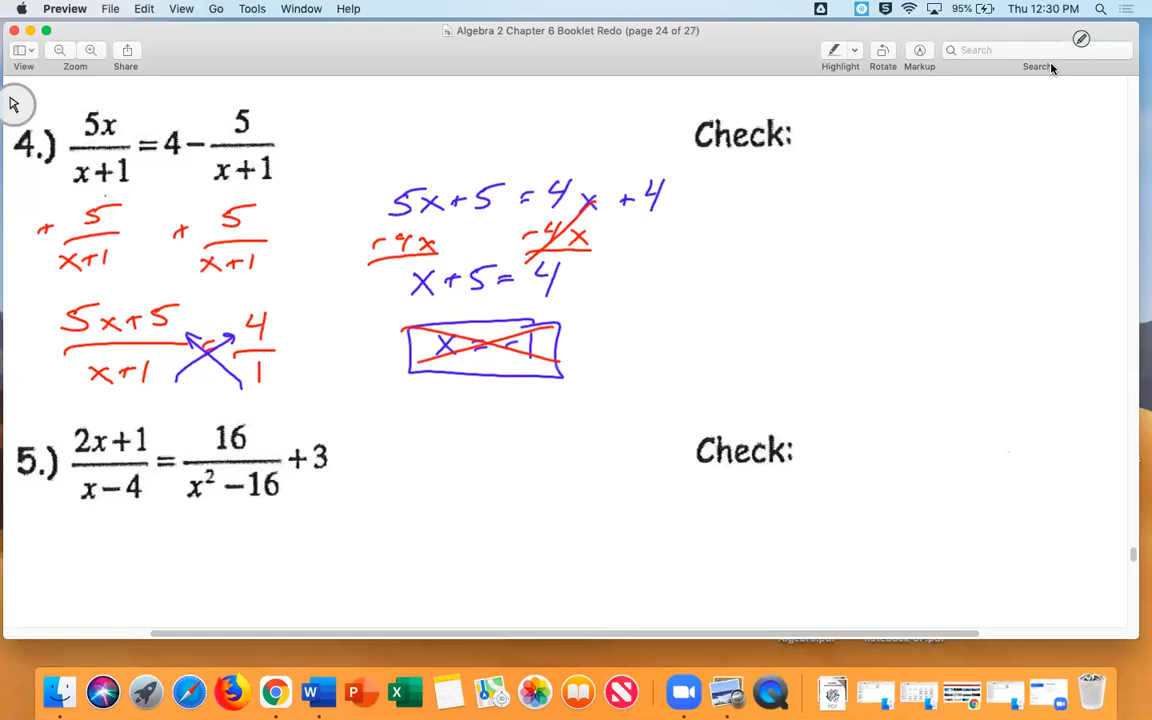 Preview File Edit View Go Tools Window Help 95% Thu 12:30 PM
Algebra 2 Chapter 6 Booklet Redo (page 24 of 27)
Search
View Zoom Share Highlight Rotate Markup Search
4.) 5x/(x+1) = 4 - 5/(x+1)
Check:
+ 5/(x+1) + 5/(x+1)
(5x+5)/(x+1) = 4/1
5x+5 = 4x +4
-4x -4x
x+5 = 4
x = -1
5.) (2x+1)/(x-4) = 16/(x² -16) +3
Check: